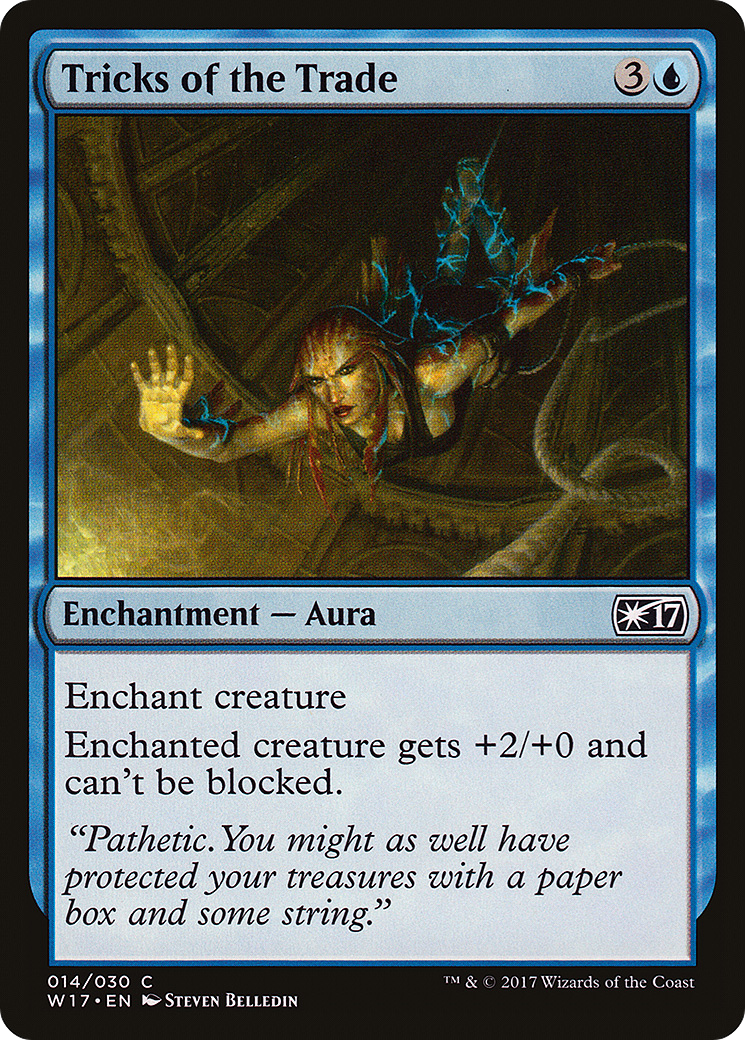 Tricks of the Trade 3
Enchantment — Aura
17
Enchant creature
Enchanted creature gets +2/+0 and
can't be blocked.
“Pathetic. You might as well have
protected your treasures with a paper
box and some string.”
014/030 C
™ & © 2017 Wizards of the Coast
W17 • EN Steven Belledin